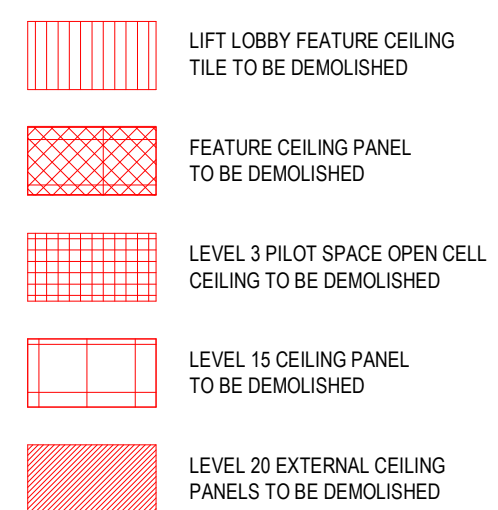 LIFT LOBBY FEATURE CEILING
TILE TO BE DEMOLISHED
FEATURE CEILING PANEL
TO BE DEMOLISHED
LEVEL 3 PILOT SPACE OPEN CELL
CEILING TO BE DEMOLISHED
LEVEL 15 CEILING PANEL
TO BE DEMOLISHED
LEVEL 20 EXTERNAL CEILING
PANELS TO BE DEMOLISHED